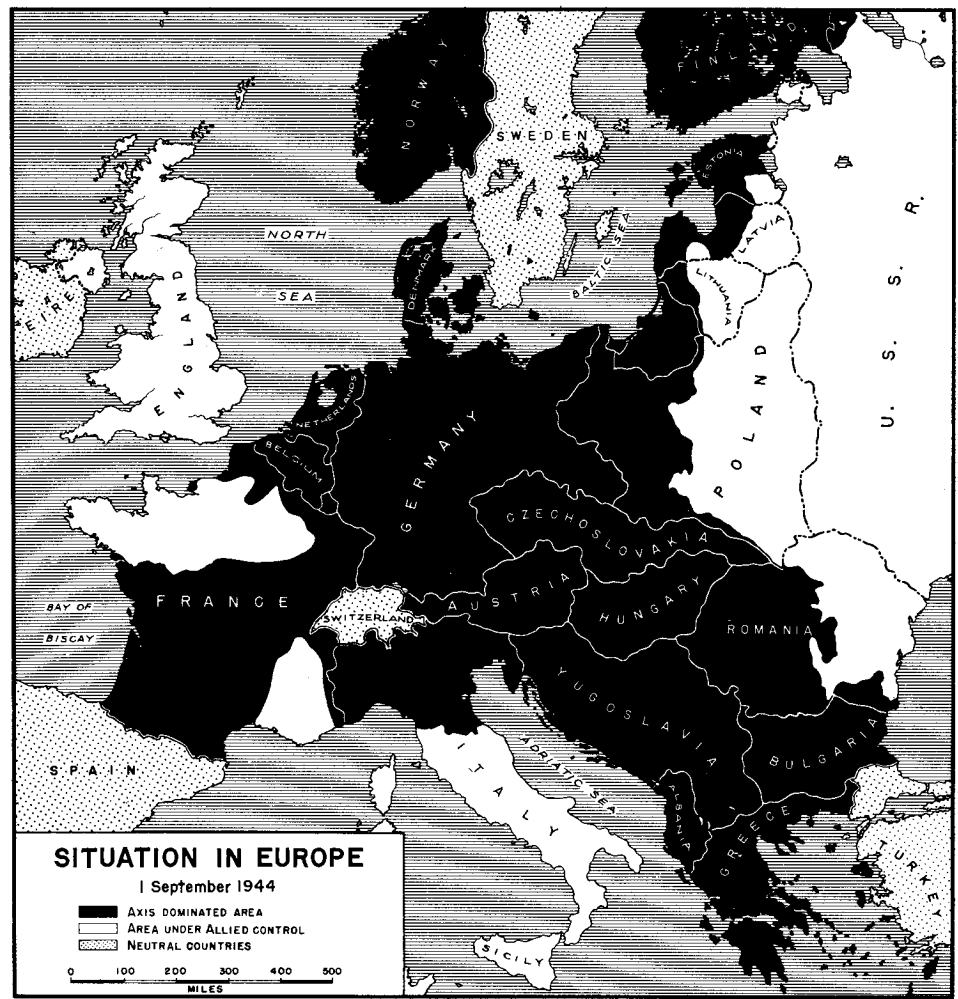 NORWAY
FINLAND
SWEDEN
ESTONIA
U. S. S. R.
NORTH
SEA
DENMARK
BALTIC SEA
LATVIA
LITHUANIA
EIRE
ENGLAND
NETHERLANDS
BELGIUM
GERMANY
POLAND
CZECHOSLOVAKIA
FRANCE
BAY OF
BISCAY
SWITZERLAND
AUSTRIA
HUNGARY
ROMANIA
YUGOSLAVIA
BULGARIA
SPAIN
ITALY
ADRIATIC SEA
ALBANIA
GREECE
TURKEY
SICILY
SITUATION IN EUROPE
1 September 1944
AXIS DOMINATED AREA
AREA UNDER ALLIED CONTROL
NEUTRAL COUNTRIES
0 100 200 300 400 500
MILES